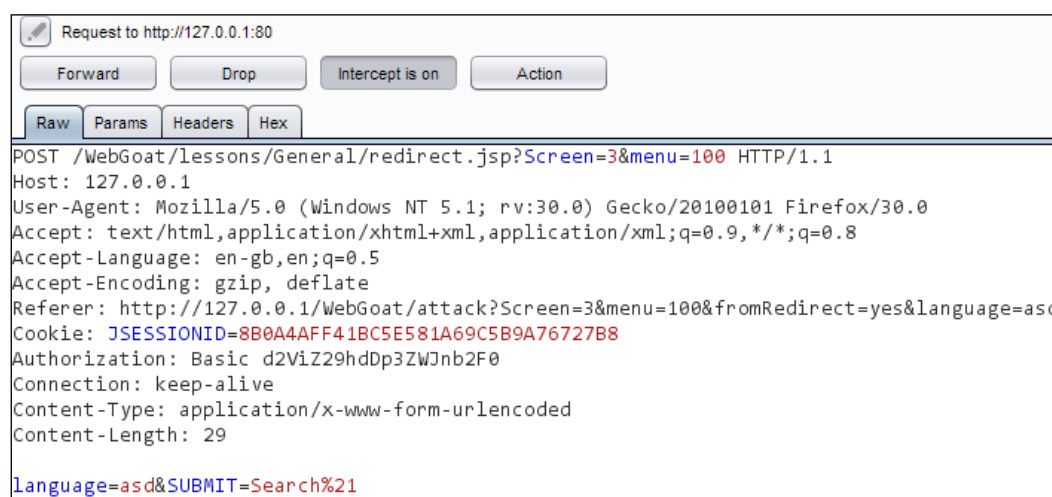 Request to http://127.0.0.1:80
Forward Drop Intercept is on Action
Raw Params Headers Hex
POST /WebGoat/lessons/General/redirect.jsp?Screen=3&menu=100 HTTP/1.1
Host: 127.0.0.1
User-Agent: Mozilla/5.0 (Windows NT 5.1; rv:30.0) Gecko/20100101 Firefox/30.0
Accept: text/html,application/xhtml+xml,application/xml;q=0.9,*/*;q=0.8
Accept-Language: en-gb,en;q=0.5
Accept-Encoding: gzip, deflate
Referer: http://127.0.0.1/WebGoat/attack?Screen=3&menu=100&fromRedirect=yes&language=asd
Cookie: JSESSIONID=8B0A4AFF41BC5E581A69C5B9A76727B8
Authorization: Basic d2ViZ29hdDp3ZWJnb2F0
Connection: keep-alive
Content-Type: application/x-www-form-urlencoded
Content-Length: 29
language=asd&SUBMIT=Search%21